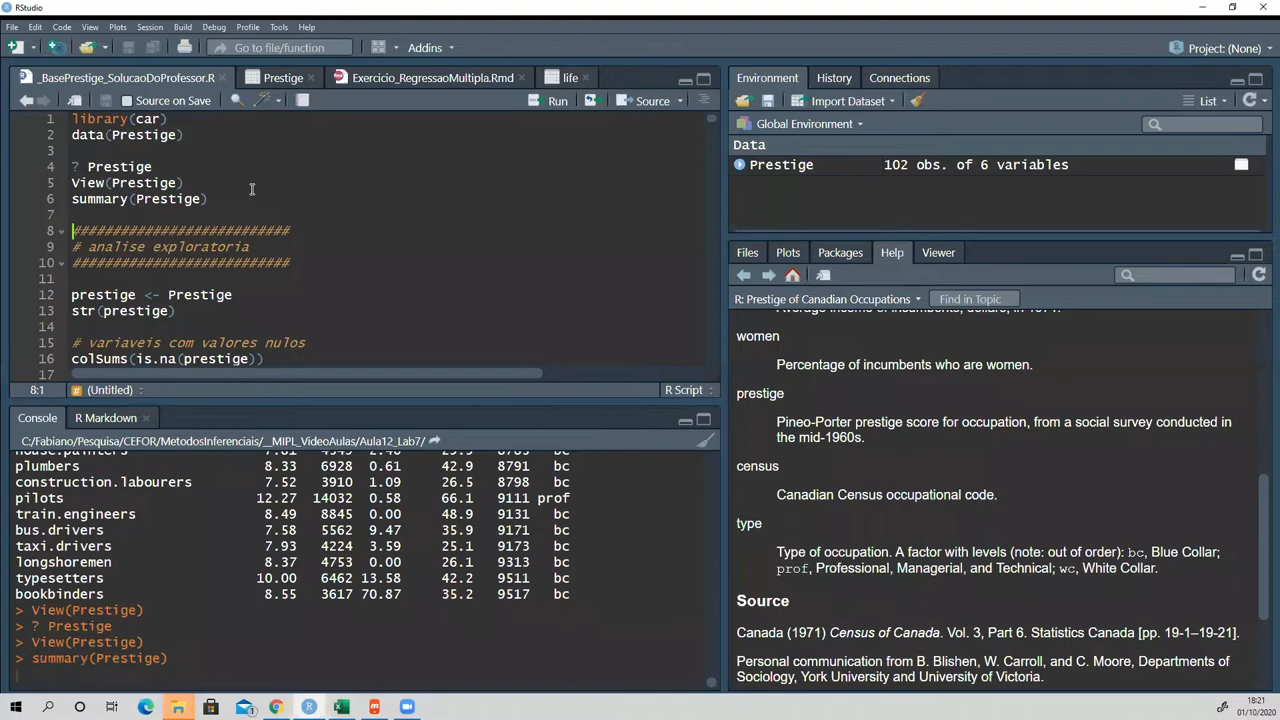 RStudio
File Edit Code View Plots Session Build Debug Profile Tools Help
Go to file/function Addins Project: (None)
_BasePrestige_SolucaoDoProfessor.R Prestige Exercicio_RegressaoMultipla.Rmd life
Source on Save Run Source
1 library(car)
2 data(Prestige)
3
4 ? Prestige
5 View(Prestige)
6 summary(Prestige)
7
8 ###########################
9 # analise exploratoria
10 ###########################
11
12 prestige <- Prestige
13 str(prestige)
14
15 # variaveis com valores nulos
16 colSums(is.na(prestige))
17
8:1 # (Untitled) R Script
Console R Markdown
C:/Fabiano/Pesquisa/CEFOR/MetodosInferenciais/__MIPL_VideoAulas/Aula12_Lab7/
plumbers 8.33 6928 0.61 42.9 8791 bc
construction.labourers 7.52 3910 1.09 26.5 8798 bc
pilots 12.27 14032 0.58 66.1 9111 prof
train.engineers 8.49 8845 0.00 48.9 9131 bc
bus.drivers 7.58 5562 9.47 35.9 9171 bc
taxi.drivers 7.93 4224 3.59 25.1 9173 bc
longshoremen 8.37 4753 0.00 26.1 9313 bc
typesetters 10.00 6462 13.58 42.2 9511 bc
bookbinders 8.55 3617 70.87 35.2 9517 bc
> View(Prestige)
> ? Prestige
> View(Prestige)
> summary(Prestige)
Environment History Connections
Import Dataset List
Global Environment
Data
Prestige 102 obs. of 6 variables
Files Plots Packages Help Viewer
R: Prestige of Canadian Occupations Find in Topic
Average income of incumbents, dollars, in 1971.
women
Percentage of incumbents who are women.
prestige
Pineo-Porter prestige score for occupation, from a social survey conducted in
the mid-1960s.
census
Canadian Census occupational code.
type
Type of occupation. A factor with levels (note: out of order): bc, Blue Collar;
prof, Professional, Managerial, and Technical; wc, White Collar.
Source
Canada (1971) Census of Canada. Vol. 3, Part 6. Statistics Canada [pp. 19-1–19-21].
Personal communication from B. Blishen, W. Carroll, and C. Moore, Departments of
Sociology, York University and University of Victoria.
18:21
01/10/2020